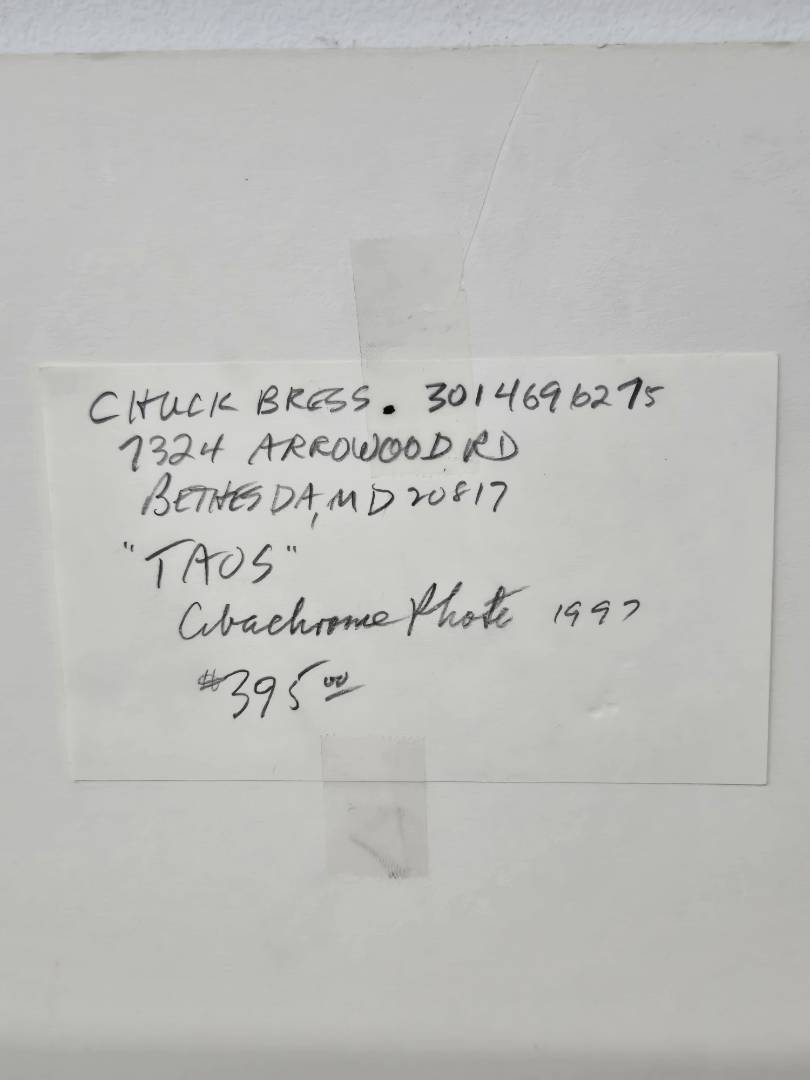 CHUCK BRESS. 3014696275
7324 ARROWOOD RD
BETHESDA, MD 20817
"TAOS"
Cibachrome Photo 1997
$395.00